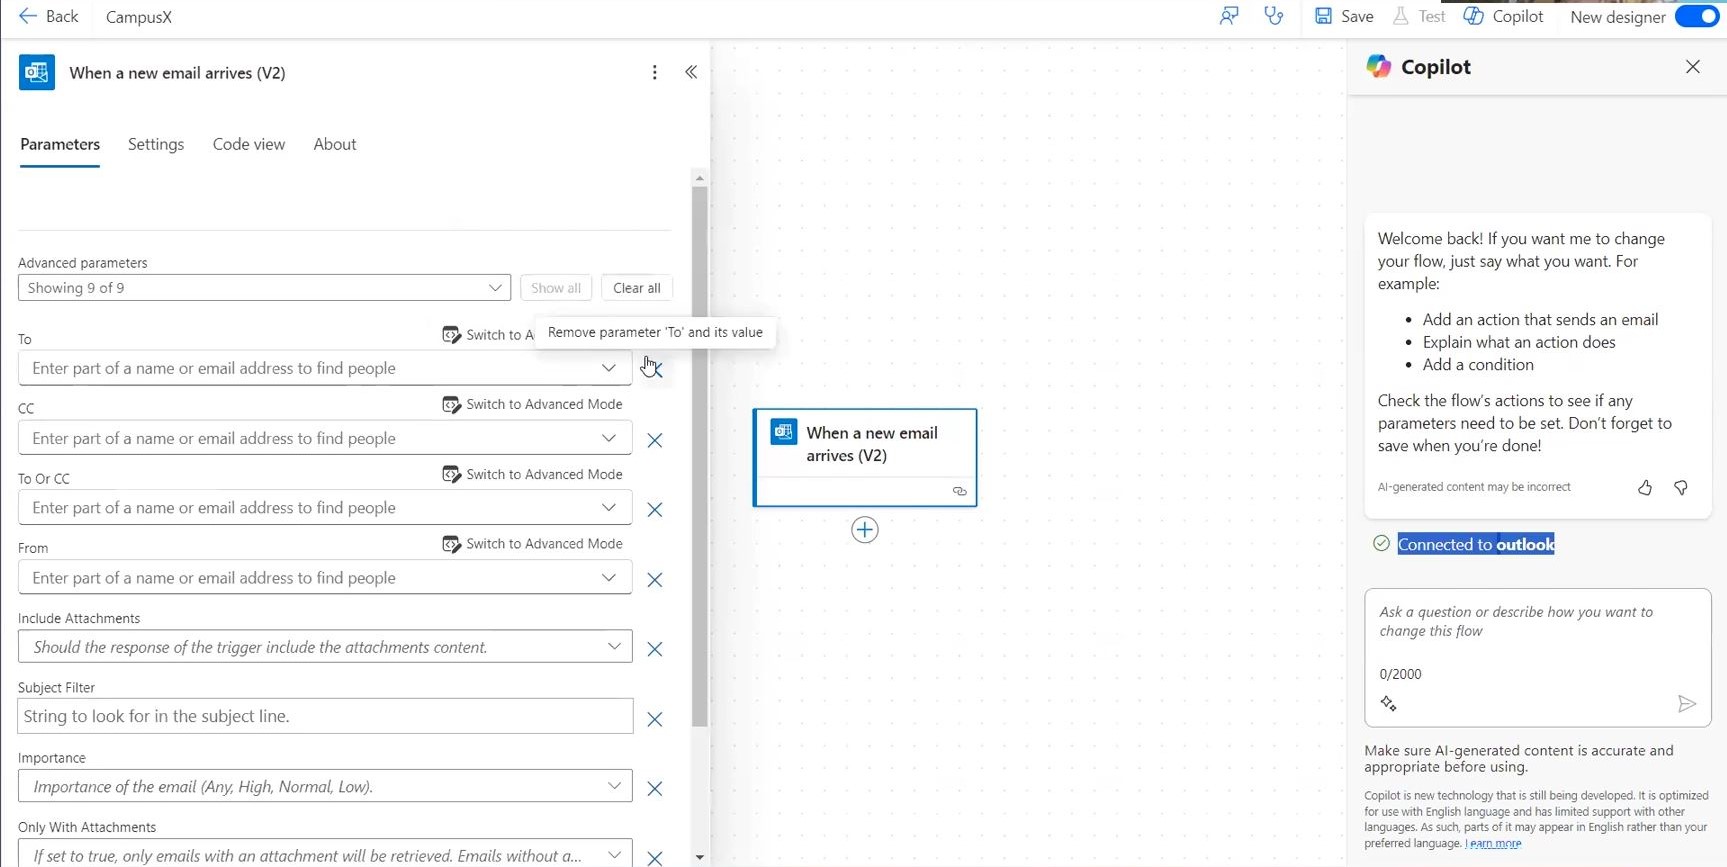 Back
CampusX
Save
Test
Copilot
New designer
When a new email arrives (V2)
Parameters
Settings
Code view
About
Advanced parameters
Showing 9 of 9
Show all
Clear all
To
Switch to A
Remove parameter 'To' and its value
Enter part of a name or email address to find people
CC
Switch to Advanced Mode
Enter part of a name or email address to find people
To Or CC
Switch to Advanced Mode
Enter part of a name or email address to find people
From
Switch to Advanced Mode
Enter part of a name or email address to find people
Include Attachments
Should the response of the trigger include the attachments content.
Subject Filter
String to look for in the subject line.
Importance
Importance of the email (Any, High, Normal, Low).
Only With Attachments
If set to true, only emails with an attachment will be retrieved. Emails without a...
When a new email
arrives (V2)
Copilot
Welcome back! If you want me to change
your flow, just say what you want. For
example:
• Add an action that sends an email
• Explain what an action does
• Add a condition
Check the flow's actions to see if any
parameters need to be set. Don't forget to
save when you're done!
AI-generated content may be incorrect
Connected to outlook
Ask a question or describe how you want to
change this flow
0/2000
Make sure AI-generated content is accurate and
appropriate before using.
Copilot is new technology that is still being developed. It is optimized
for use with English language and has limited support with other
languages. As such, parts of it may appear in English rather than your
preferred language. Learn more